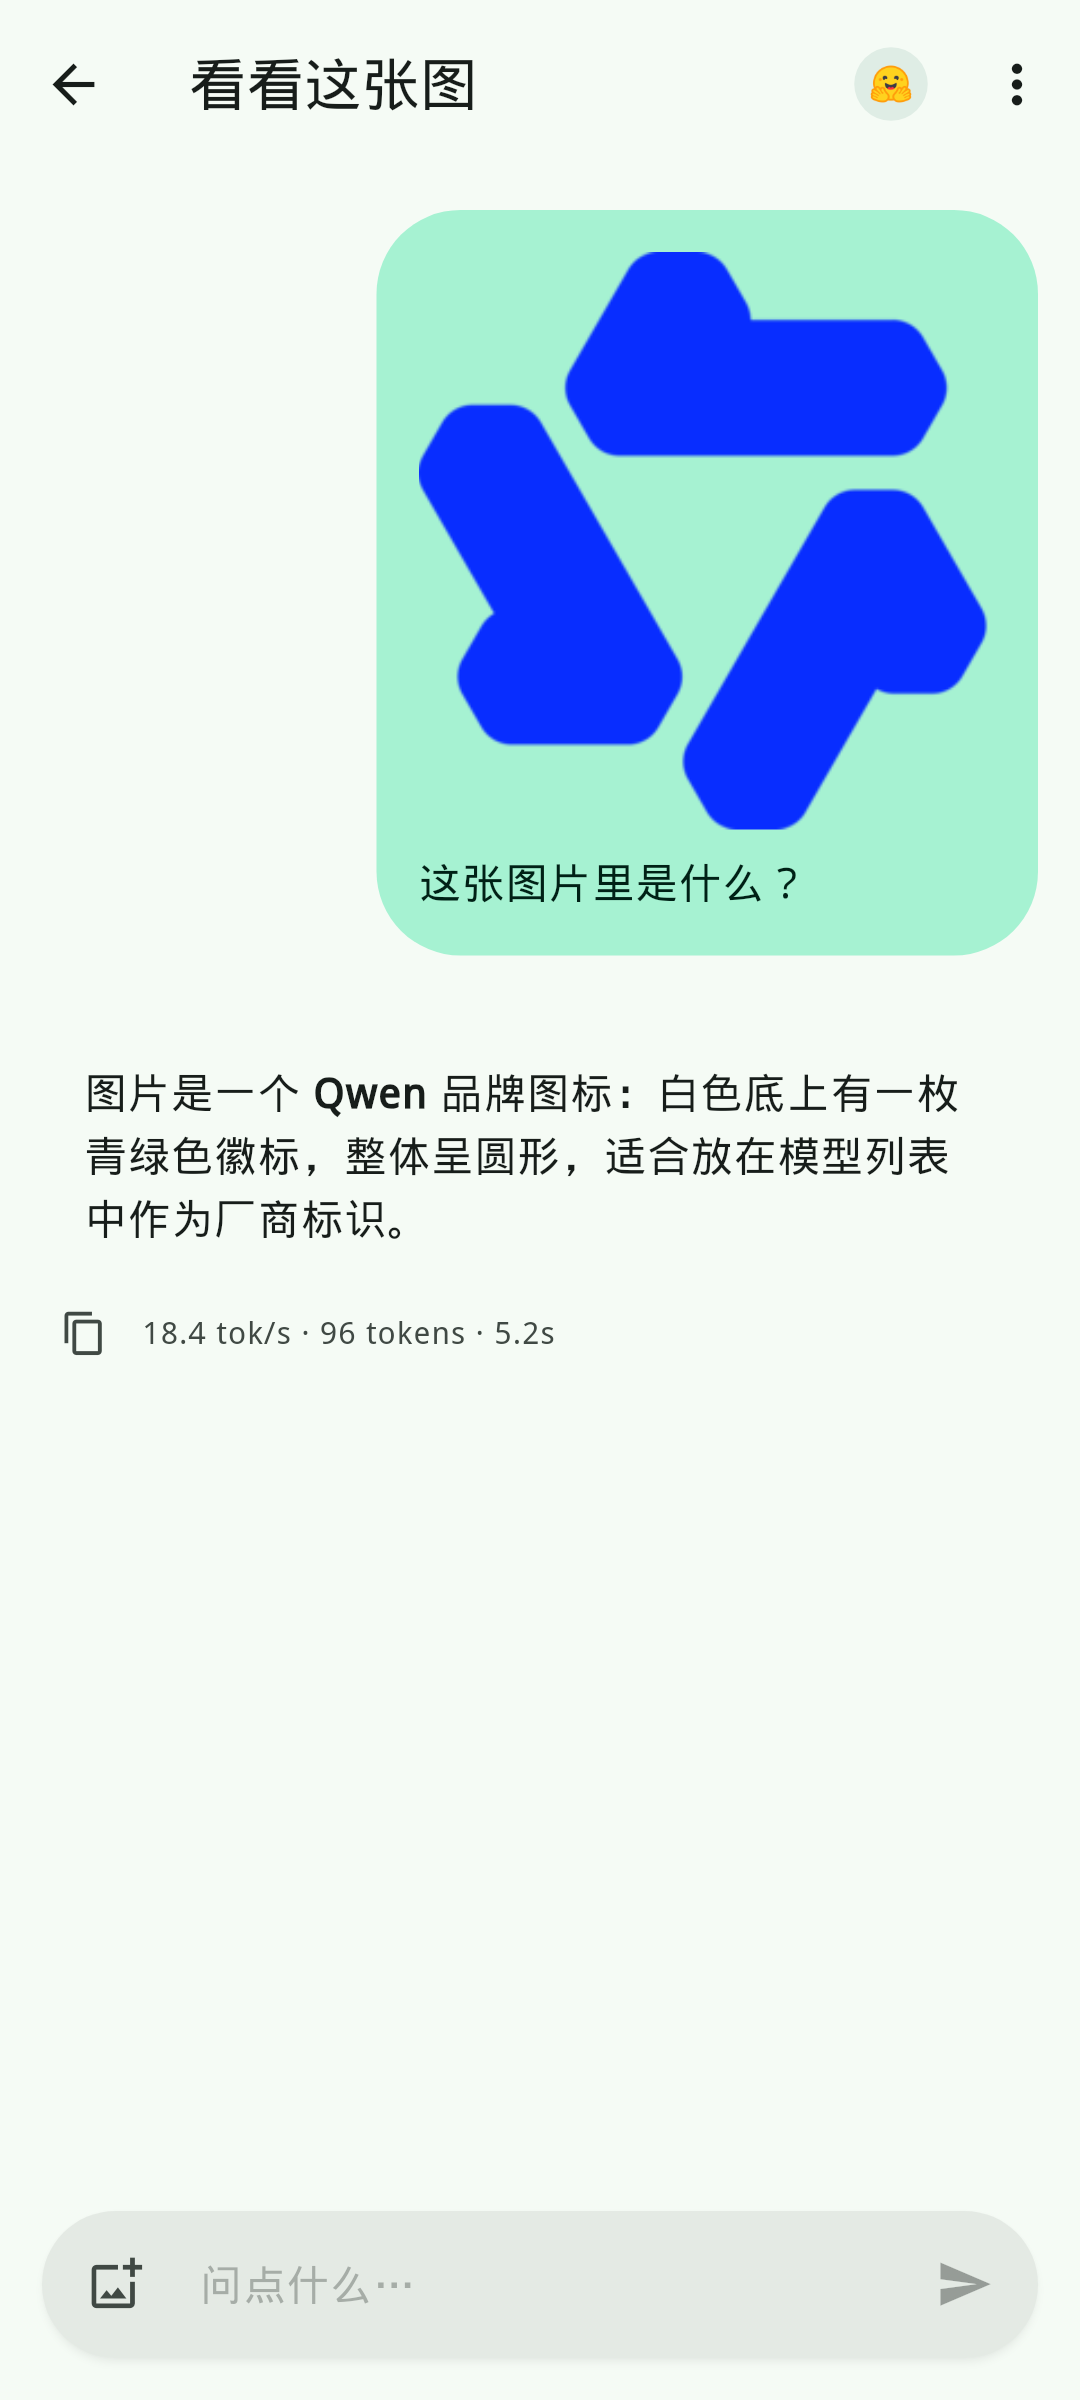 看看这张图
这张图片里是什么？
图片是一个 Qwen 品牌图标：白色底上有一枚
青绿色徽标，整体呈圆形，适合放在模型列表
中作为厂商标识。
18.4 tok/s · 96 tokens · 5.2s
问点什么…